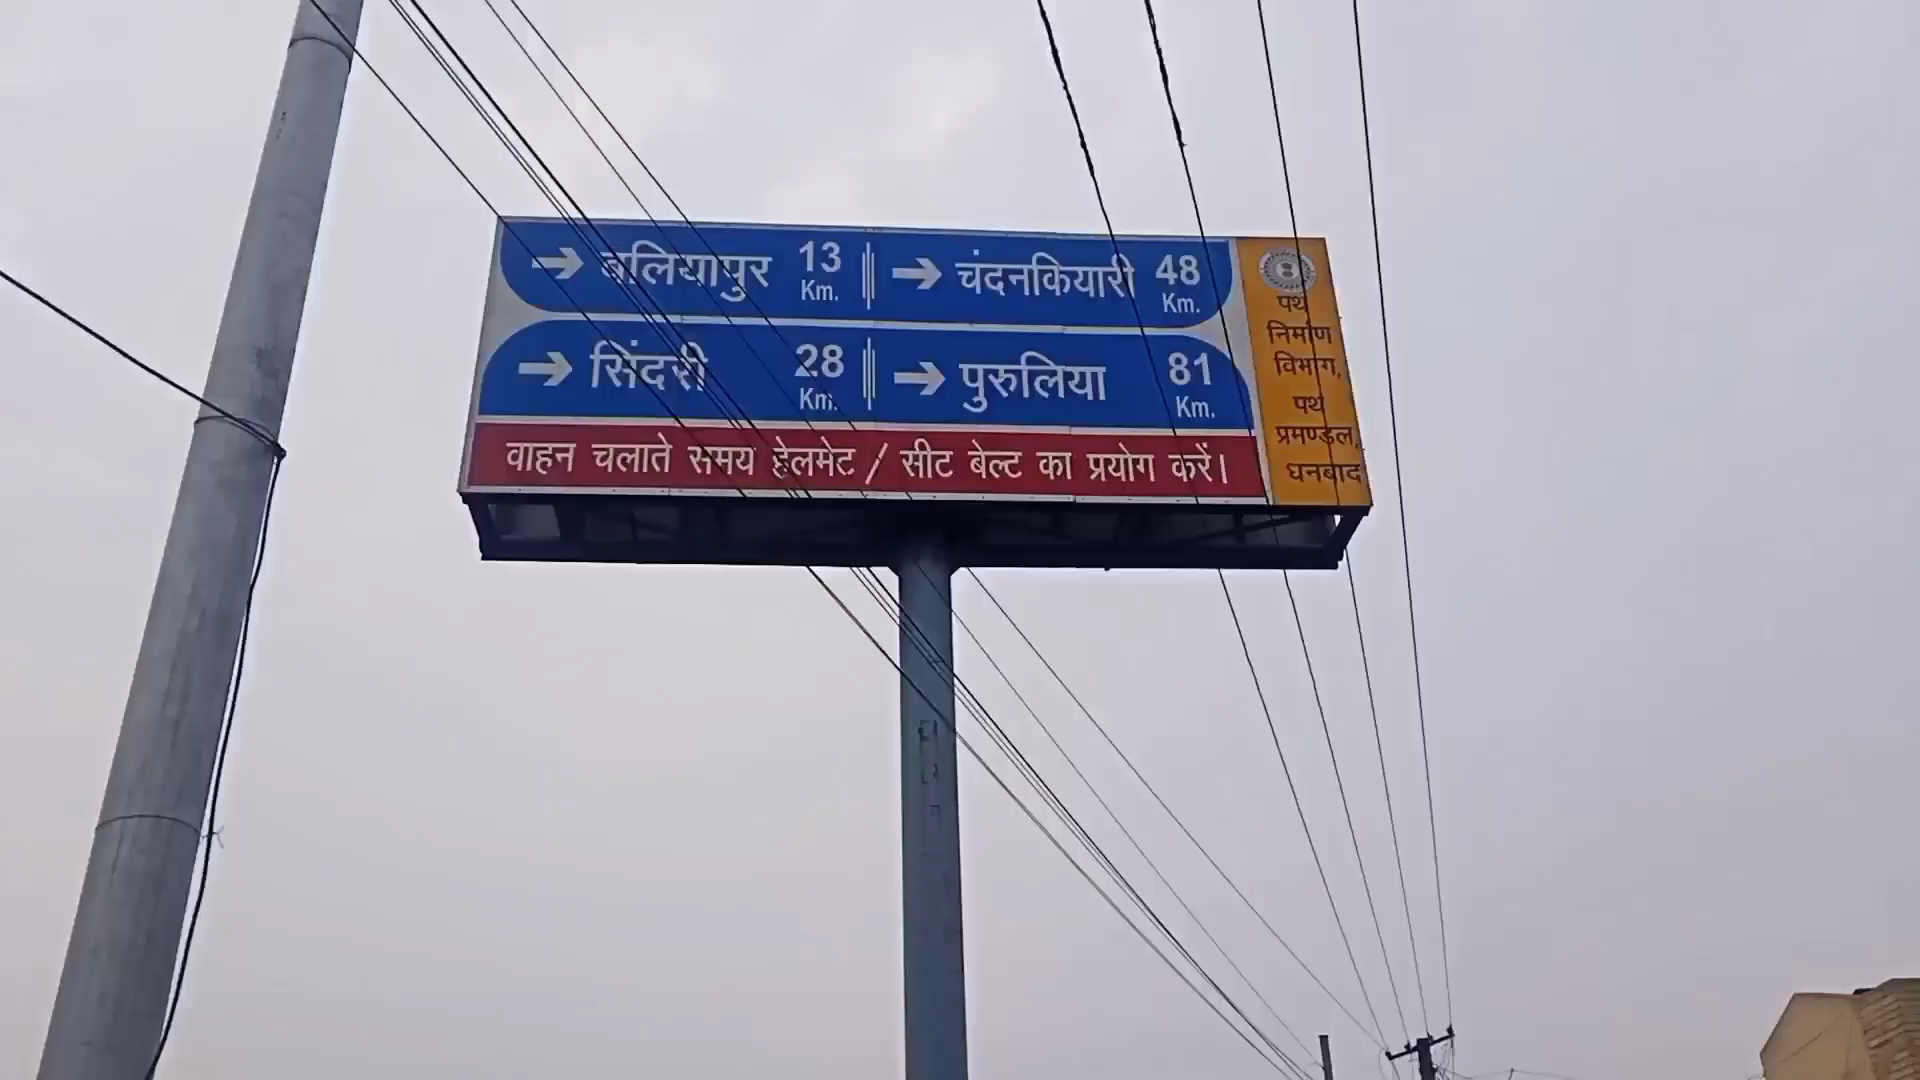 → बलियापुर 13 Km.
→ चंदनकियारी 48 Km.
→ सिंदरी 28 Km.
→ पुरुलिया 81 Km.
वाहन चलाते समय हेलमेट / सीट बेल्ट का प्रयोग करें।
पथ
निर्माण
विभाग,
पथ
प्रमण्डल,
धनबाद